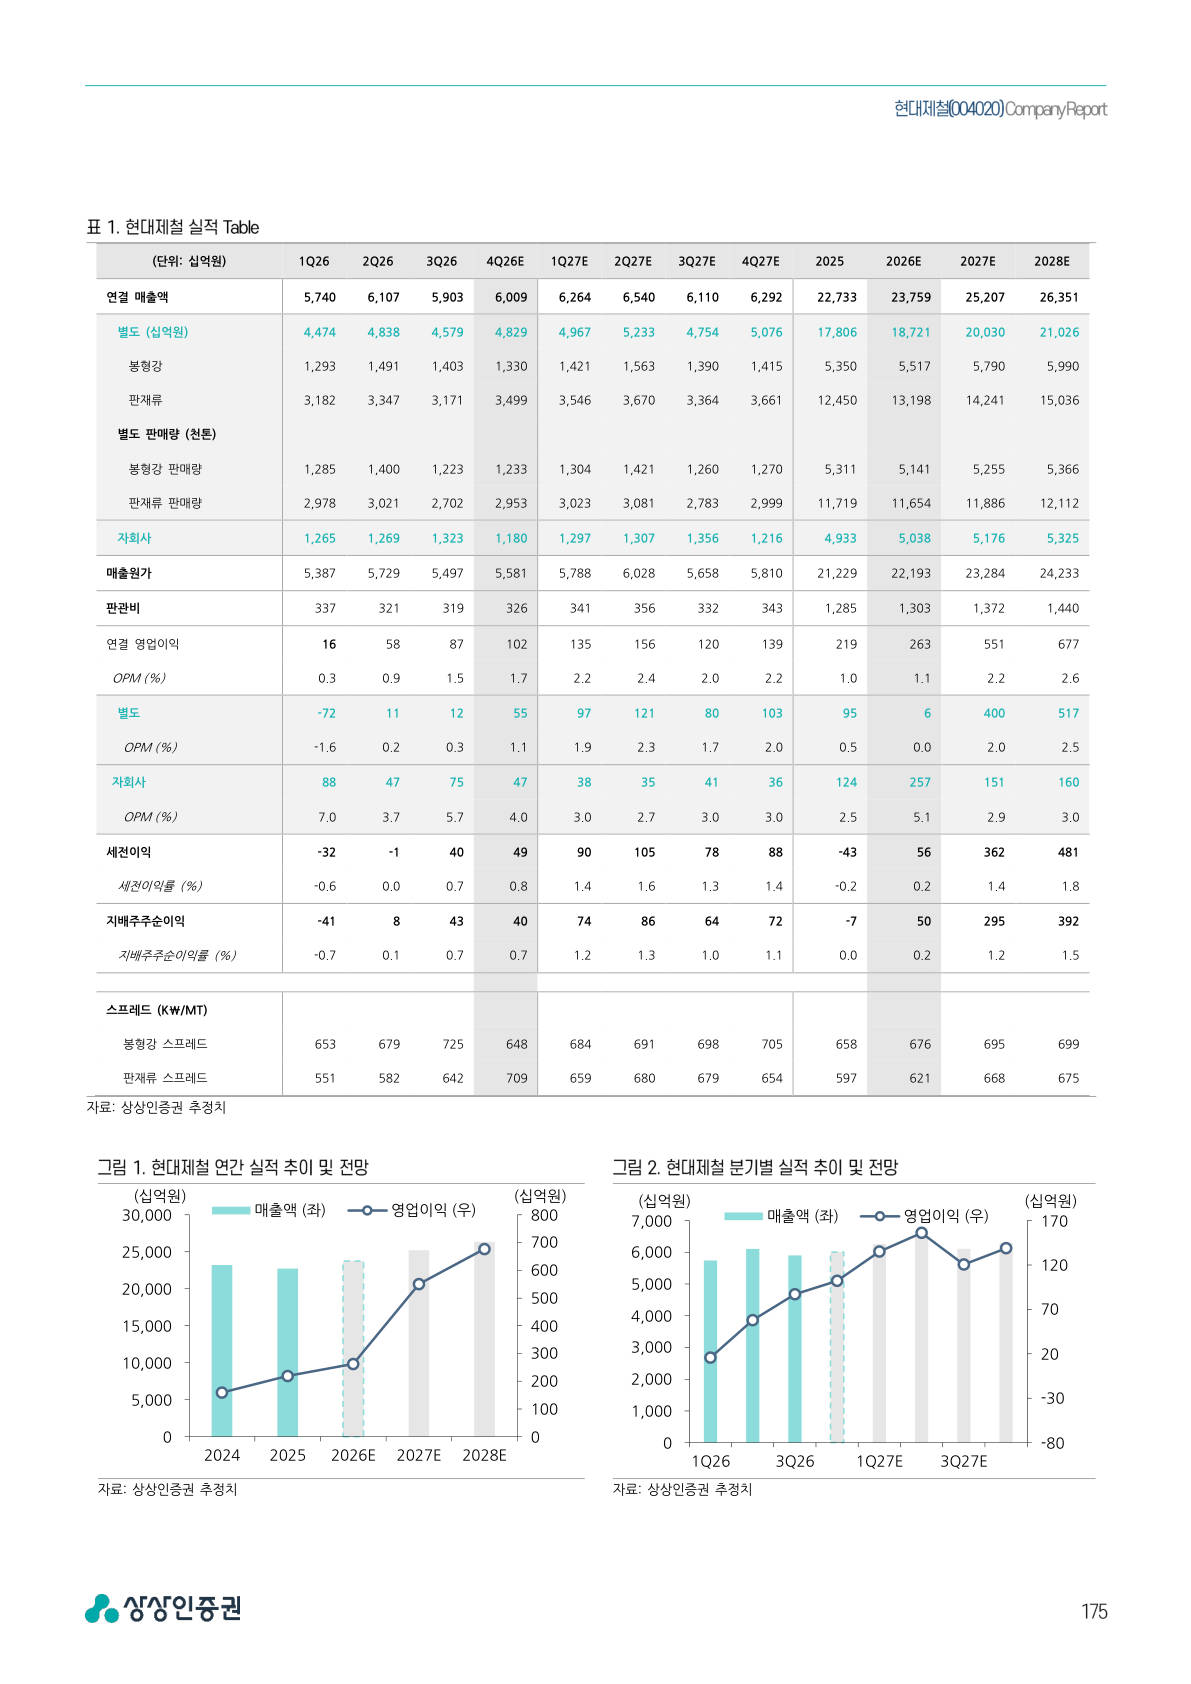 현대제철(004020) Company Report
표 1. 현대제철 실적 Table
(단위: 십억원) 1Q26 2Q26 3Q26 4Q26E 1Q27E 2Q27E 3Q27E 4Q27E 2025 2026E 2027E 2028E
연결 매출액 5,740 6,107 5,903 6,009 6,264 6,540 6,110 6,292 22,733 23,759 25,207 26,351
별도 (십억원) 4,474 4,838 4,579 4,829 4,967 5,233 4,754 5,076 17,806 18,721 20,030 21,026
봉형강 1,293 1,491 1,403 1,330 1,421 1,563 1,390 1,415 5,350 5,517 5,790 5,990
판재류 3,182 3,347 3,171 3,499 3,546 3,670 3,364 3,661 12,450 13,198 14,241 15,036
별도 판매량 (천톤)
봉형강 판매량 1,285 1,400 1,223 1,233 1,304 1,421 1,260 1,270 5,311 5,141 5,255 5,366
판재류 판매량 2,978 3,021 2,702 2,953 3,023 3,081 2,783 2,999 11,719 11,654 11,886 12,112
자회사 1,265 1,269 1,323 1,180 1,297 1,307 1,356 1,216 4,933 5,038 5,176 5,325
매출원가 5,387 5,729 5,497 5,581 5,788 6,028 5,658 5,810 21,229 22,193 23,284 24,233
판관비 337 321 319 326 341 356 332 343 1,285 1,303 1,372 1,440
연결 영업이익 16 58 87 102 135 156 120 139 219 263 551 677
OPM (%) 0.3 0.9 1.5 1.7 2.2 2.4 2.0 2.2 1.0 1.1 2.2 2.6
별도 -72 11 12 55 97 121 80 103 95 6 400 517
OPM (%) -1.6 0.2 0.3 1.1 1.9 2.3 1.7 2.0 0.5 0.0 2.0 2.5
자회사 88 47 75 47 38 35 41 36 124 257 151 160
OPM (%) 7.0 3.7 5.7 4.0 3.0 2.7 3.0 3.0 2.5 5.1 2.9 3.0
세전이익 -32 -1 40 49 90 105 78 88 -43 56 362 481
세전이익률 (%) -0.6 0.0 0.7 0.8 1.4 1.6 1.3 1.4 -0.2 0.2 1.4 1.8
지배주주순이익 -41 8 43 40 74 86 64 72 -7 50 295 392
지배주주순이익률 (%) -0.7 0.1 0.7 0.7 1.2 1.3 1.0 1.1 0.0 0.2 1.2 1.5
스프레드 (K₩/MT)
봉형강 스프레드 653 679 725 648 684 691 698 705 658 676 695 699
판재류 스프레드 551 582 642 709 659 680 679 654 597 621 668 675
자료: 상상인증권 추정치
그림 1. 현대제철 연간 실적 추이 및 전망
(십억원) (십억원)
매출액 (좌) 영업이익 (우)
30,000 800
700
25,000
600
20,000
500
15,000 400
300
10,000
200
5,000
100
0 0
2024 2025 2026E 2027E 2028E
자료: 상상인증권 추정치
그림 2. 현대제철 분기별 실적 추이 및 전망
(십억원) (십억원)
매출액 (좌) 영업이익 (우)
7,000 170
6,000
120
5,000
4,000 70
3,000 20
2,000
-30
1,000
0 -80
1Q26 3Q26 1Q27E 3Q27E
자료: 상상인증권 추정치
상상인증권
175